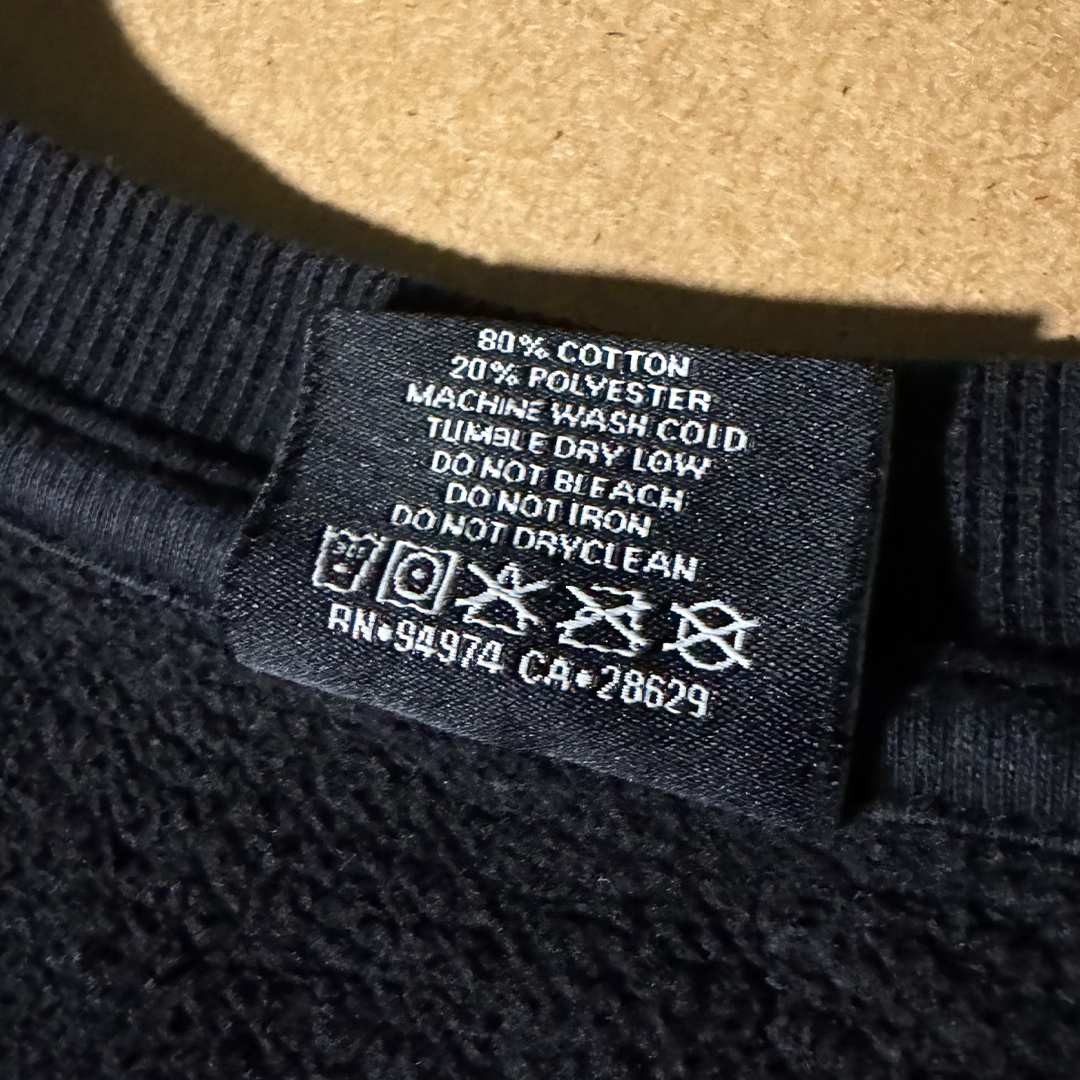 80% COTTON
20% POLYESTER
MACHINE WASH COLD
TUMBLE DRY LOW
DO NOT BLEACH
DO NOT IRON
DO NOT DRYCLEAN
RN•94974 CA•28629